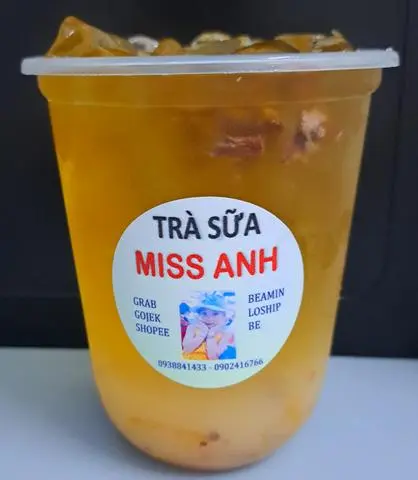 TRÀ SỮA
MISS ANH
GRAB
GOJEK
SHOPEE
BEAMIN
LOSHIP
BE
0938841433 - 0902416766